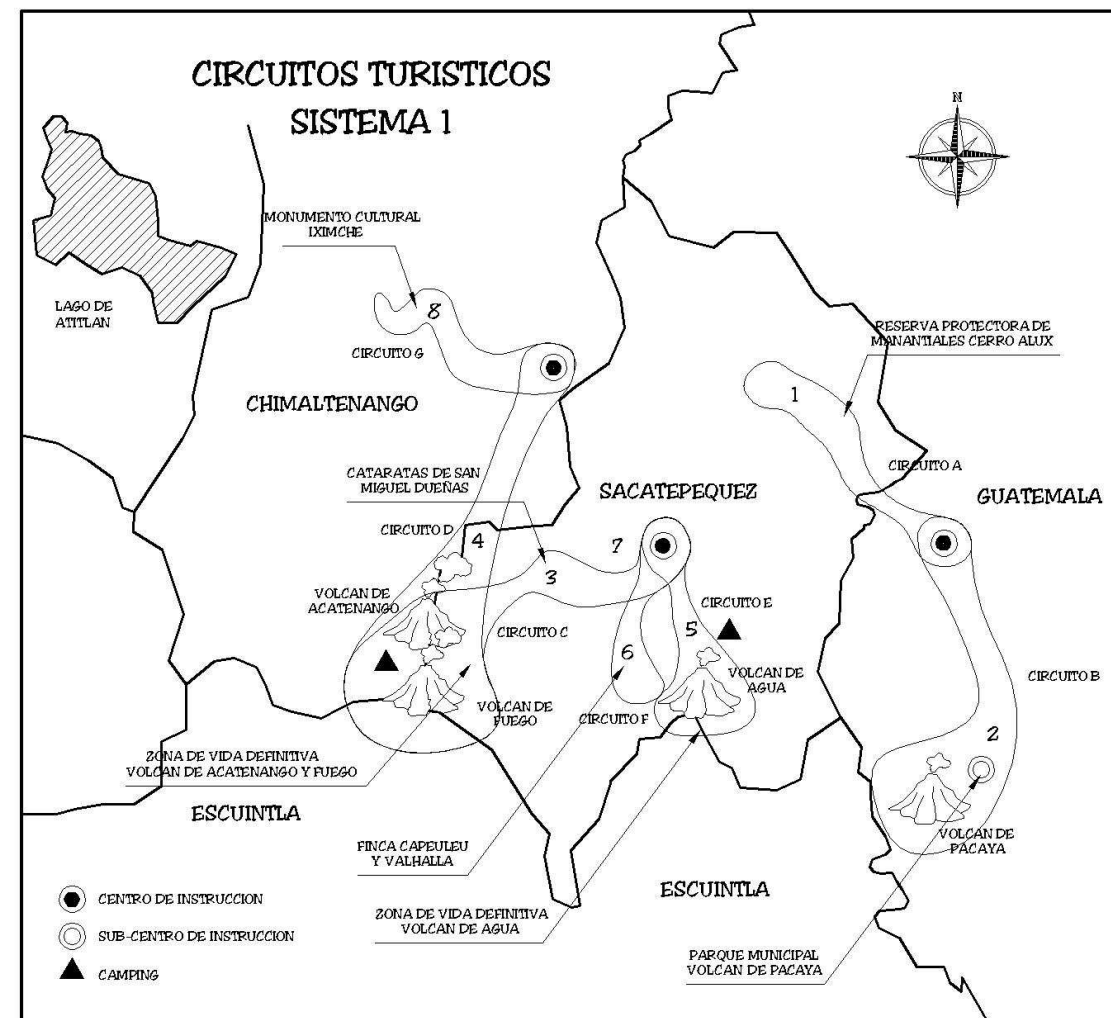 CIRCUITOS TURISTICOS
SISTEMA 1
N
MONUMENTO CULTURAL
IXIMCHE
LAGO DE
ATITLAN
8
CIRCUITO G
RESERVA PROTECTORA DE
MANANTIALES CERRO ALUX
1
CHIMALTENANGO
CIRCUITO A
CATARATAS DE SAN
MIGUEL DUEÑAS
SACATEPEQUEZ
GUATEMALA
CIRCUITO D
4
7
3
VOLCAN DE
ACATENANGO
CIRCUITO C
CIRCUITO E
5
6
VOLCAN DE
AGUA
CIRCUITO B
VOLCAN DE
FUEGO
CIRCUITO F
2
ZONA DE VIDA DEFINITIVA
VOLCAN DE ACATENANGO Y FUEGO
ESCUINTLA
VOLCAN DE
PACAYA
FINCA CAPEULEU
Y VALHALLA
ESCUINTLA
CENTRO DE INSTRUCCION
ZONA DE VIDA DEFINITIVA
VOLCAN DE AGUA
SUB-CENTRO DE INSTRUCCION
PARQUE MUNICIPAL
VOLCAN DE PACAYA
CAMPING